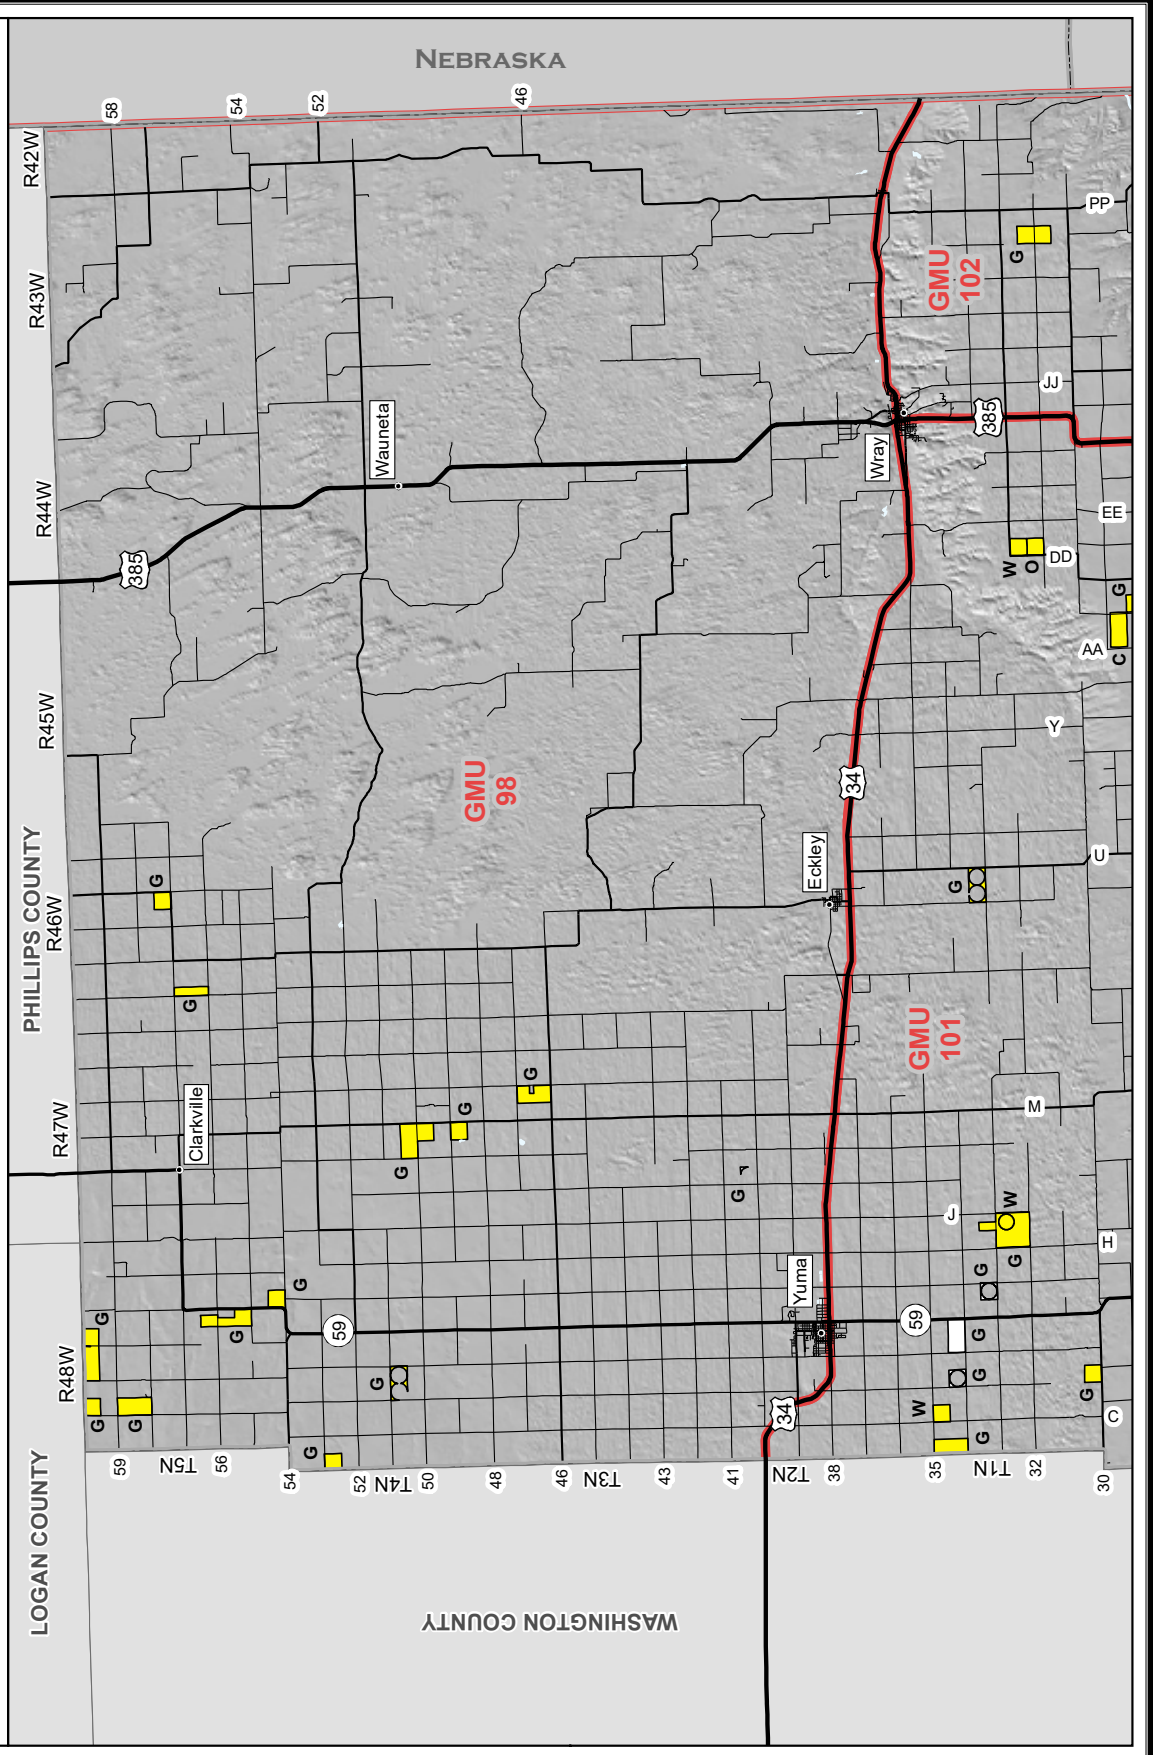 NEBRASKA
58
54
52
46
R42W
R43W
R44W
R45W
PHILLIPS COUNTY
R46W
R47W
R48W
LOGAN COUNTY
WASHINGTON COUNTY
385
Wauneta
Wray
385
GMU
102
G
PP
JJ
EE
DD
W
O
G
C
AA
Y
U
GMU
98
34
Eckley
G
G
G
GMU
101
M
Clarkville
G
G
G
G
J
W
G
H
G
Yuma
59
59
G
G
G
G
G
G
G
G
G
W
G
G
C
34
59
T5N
56
54
52
T4N
50
48
46
T3N
43
41
T2N
38
35
T1N
32
30